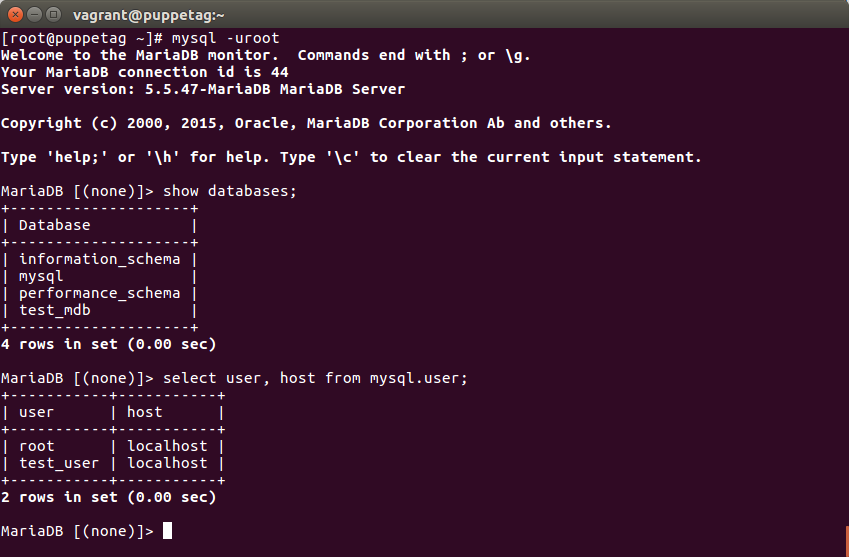 vagrant@puppetag:~
[root@puppetag ~]# mysql -uroot
Welcome to the MariaDB monitor.  Commands end with ; or \g.
Your MariaDB connection id is 44
Server version: 5.5.47-MariaDB MariaDB Server

Copyright (c) 2000, 2015, Oracle, MariaDB Corporation Ab and others.

Type 'help;' or '\h' for help. Type '\c' to clear the current input statement.

MariaDB [(none)]> show databases;
+--------------------+
| Database           |
+--------------------+
| information_schema |
| mysql              |
| performance_schema |
| test_mdb           |
+--------------------+
4 rows in set (0.00 sec)

MariaDB [(none)]> select user, host from mysql.user;
+-----------+-----------+
| user      | host      |
+-----------+-----------+
| root      | localhost |
| test_user | localhost |
+-----------+-----------+
2 rows in set (0.00 sec)

MariaDB [(none)]>